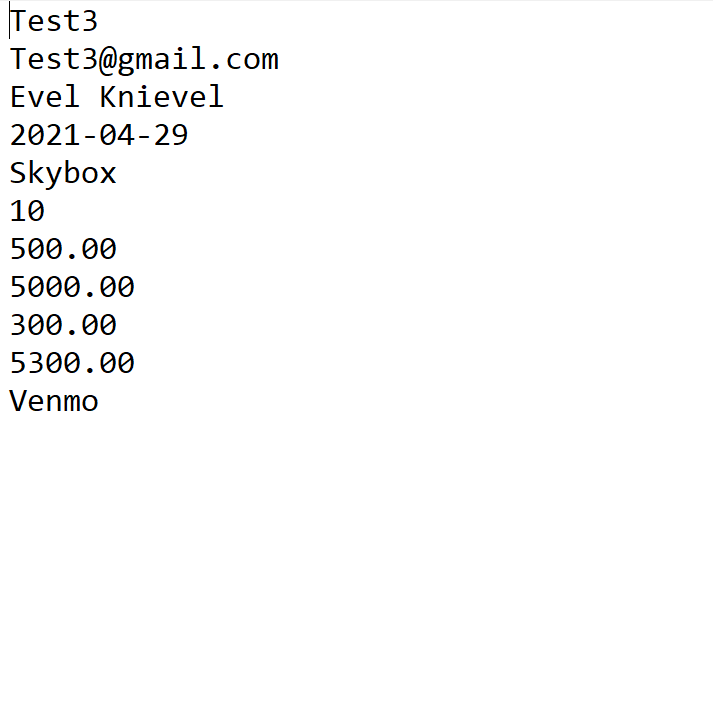 Test3
Test3@gmail.com
Evel Knievel
2021-04-29
Skybox
10
500.00
5000.00
300.00
5300.00
Venmo